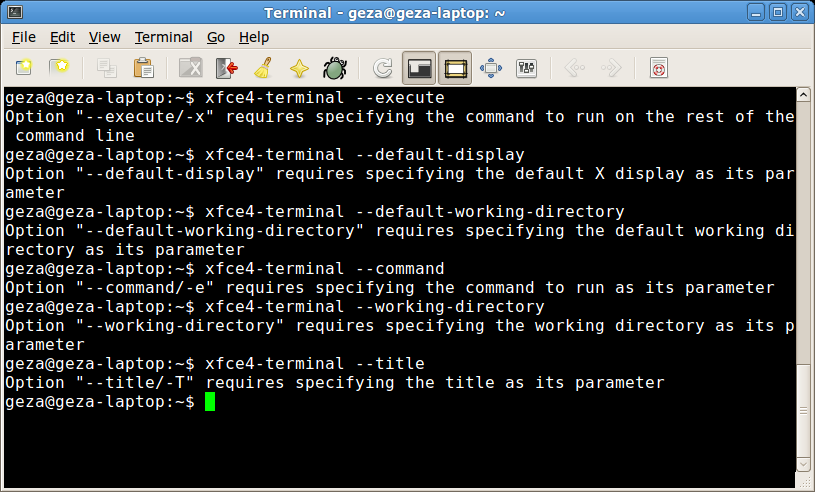 Terminal - geza@geza-laptop: ~
File Edit View Terminal Go Help
geza@geza-laptop:~$ xfce4-terminal --execute
Option "--execute/-x" requires specifying the command to run on the rest of the
 command line
geza@geza-laptop:~$ xfce4-terminal --default-display
Option "--default-display" requires specifying the default X display as its par
ameter
geza@geza-laptop:~$ xfce4-terminal --default-working-directory
Option "--default-working-directory" requires specifying the default working di
rectory as its parameter
geza@geza-laptop:~$ xfce4-terminal --command
Option "--command/-e" requires specifying the command to run as its parameter
geza@geza-laptop:~$ xfce4-terminal --working-directory
Option "--working-directory" requires specifying the working directory as its p
arameter
geza@geza-laptop:~$ xfce4-terminal --title
Option "--title/-T" requires specifying the title as its parameter
geza@geza-laptop:~$